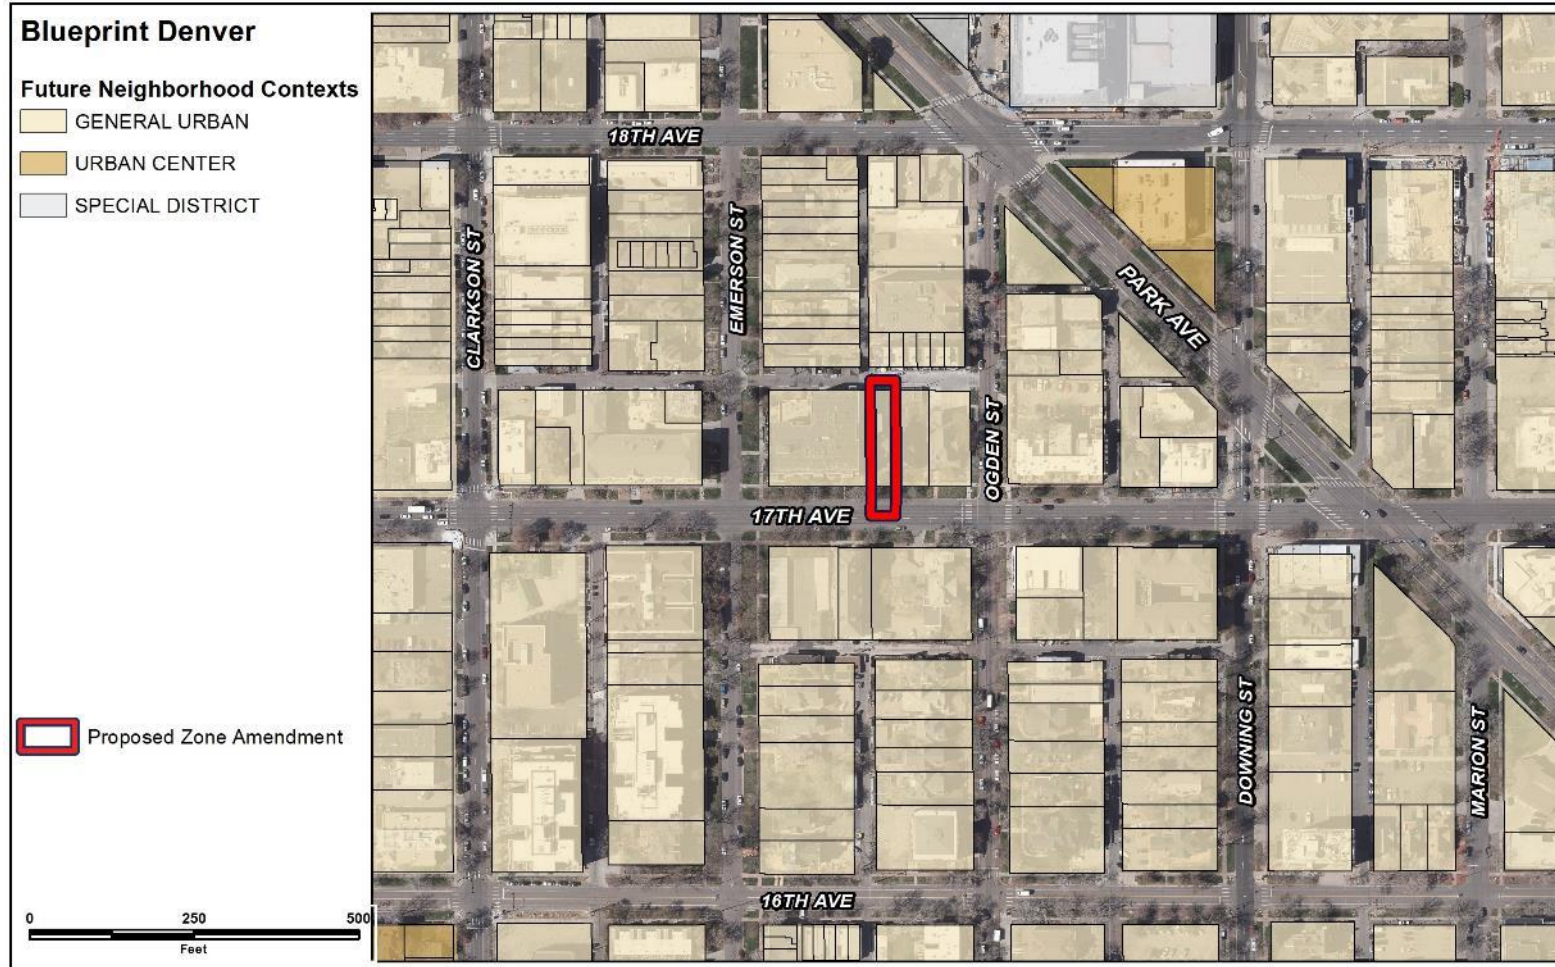 Blueprint Denver
Future Neighborhood Contexts
GENERAL URBAN
URBAN CENTER
SPECIAL DISTRICT
Proposed Zone Amendment
0 250 500
Feet
18TH AVE
CLARKSON ST
EMERSON ST
PARK AVE
OGDEN ST
17TH AVE
DOWNING ST
MARION ST
16TH AVE